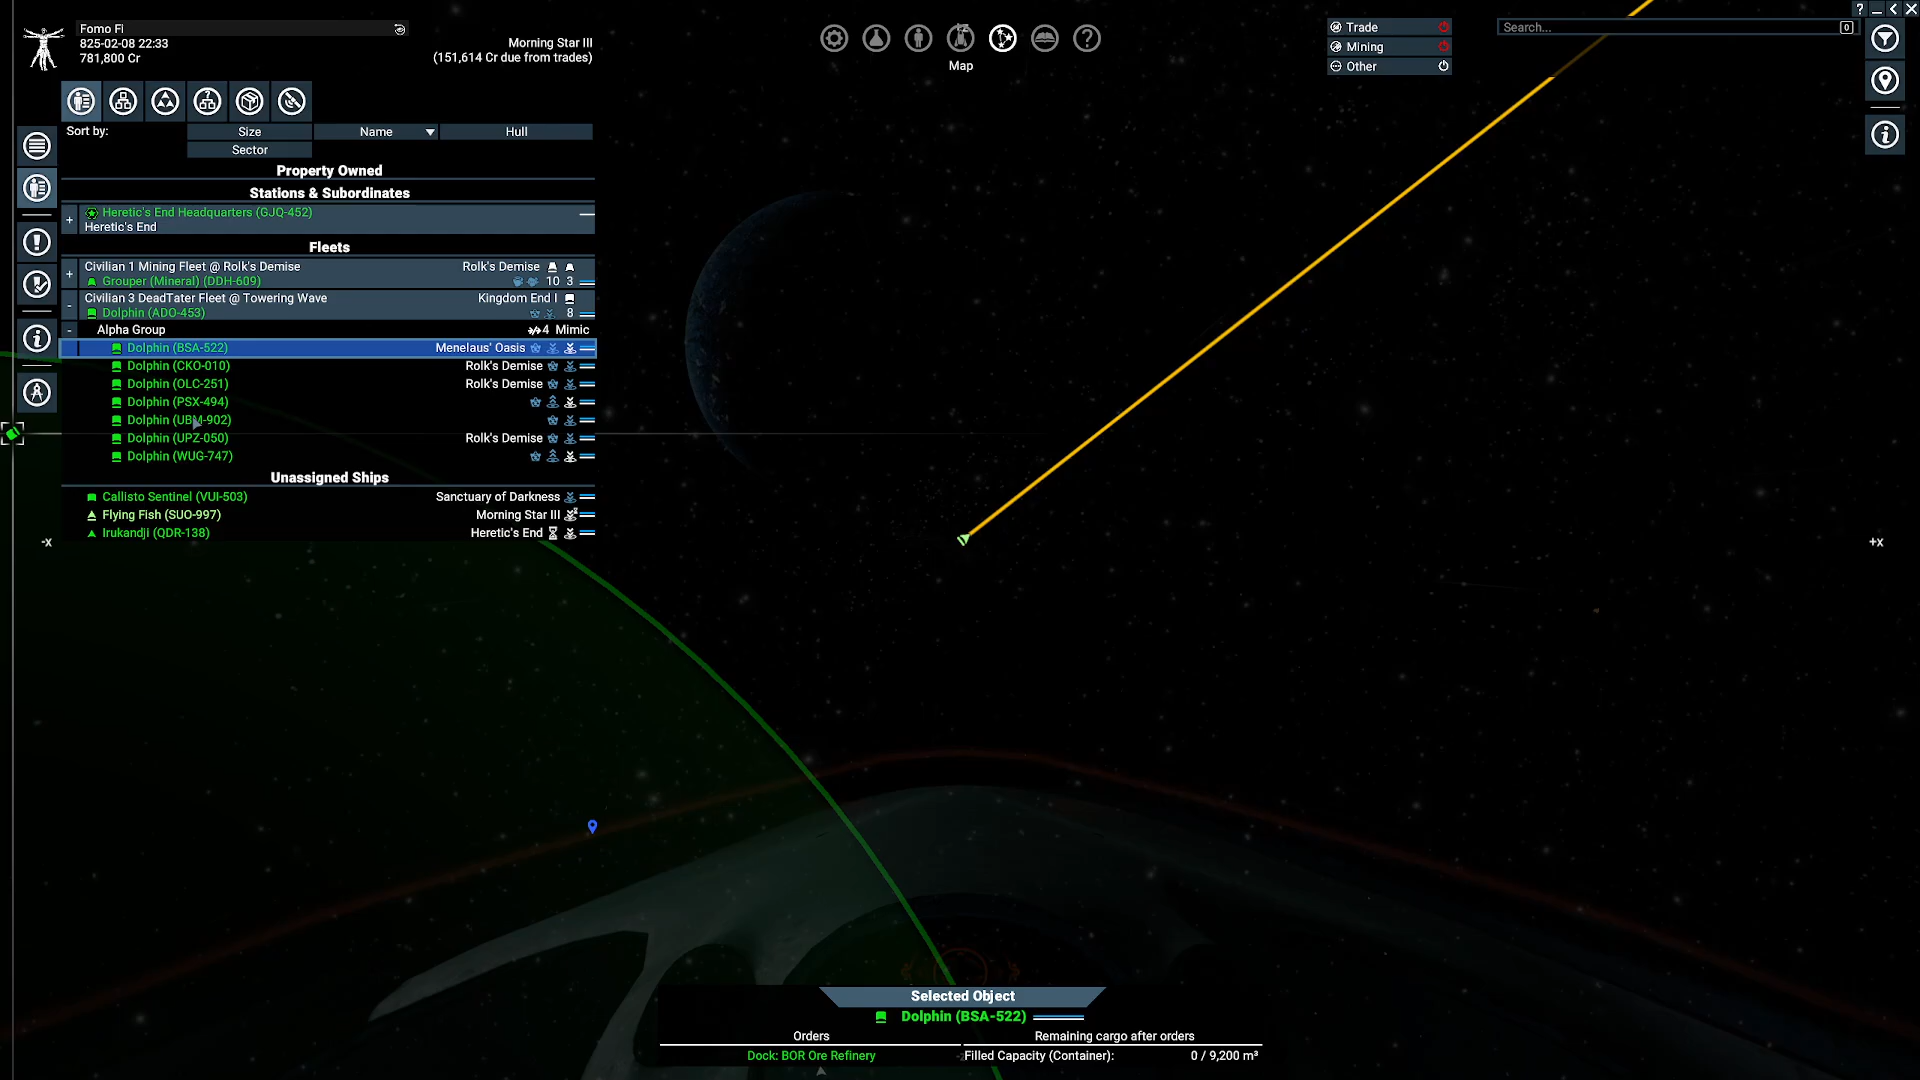 Fomo Fi
825-02-08 22:33
781,800 Cr
Morning Star III
(151,614 Cr due from trades)
Map
Trade
Mining
Other
Search...
0
?
Sort by:
Size
Name
Hull
Sector
Property Owned
Stations & Subordinates
+ Heretic's End Headquarters (GJQ-452)
Heretic's End
Fleets
Civilian 1 Mining Fleet @ Rolk's Demise Rolk's Demise
+ Grouper (Mineral) (DDH-609) 10 3
Civilian 3 DeadTater Fleet @ Towering Wave Kingdom End I
- Dolphin (ADO-453) 8
- Alpha Group 4 Mimic
Dolphin (BSA-522) Menelaus' Oasis
Dolphin (CKO-010) Rolk's Demise
Dolphin (OLC-251) Rolk's Demise
Dolphin (PSX-494)
Dolphin (UBM-902)
Dolphin (UPZ-050) Rolk's Demise
Dolphin (WUG-747)
Unassigned Ships
Callisto Sentinel (VUI-503) Sanctuary of Darkness
Flying Fish (SUO-997) Morning Star III
Irukandji (QDR-138) Heretic's End
-x
+x
Selected Object
Dolphin (BSA-522)
Orders
Remaining cargo after orders
Dock: BOR Ore Refinery
Filled Capacity (Container): 0 / 9,200 m³